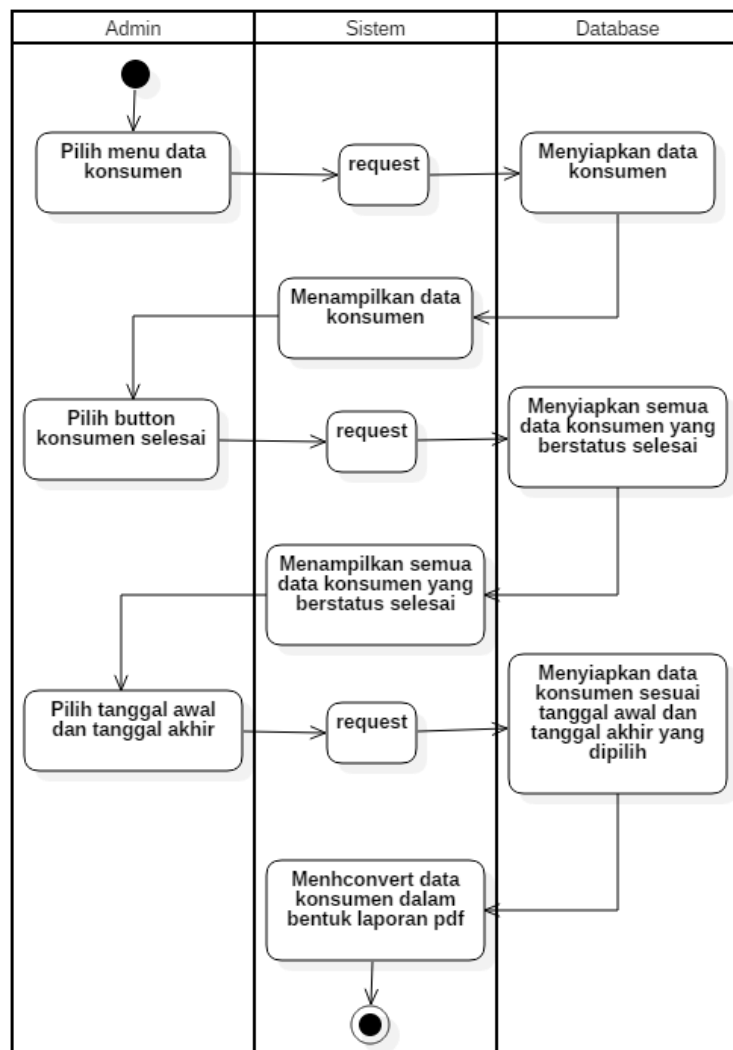 Admin
Sistem
Database
Pilih menu data
konsumen
request
Menyiapkan data
konsumen
Menampilkan data
konsumen
Pilih button
konsumen selesai
request
Menyiapkan semua
data konsumen yang
berstatus selesai
Menampilkan semua
data konsumen yang
berstatus selesai
Pilih tanggal awal
dan tanggal akhir
request
Menyiapkan data
konsumen sesuai
tanggal awal dan
tanggal akhir yang
dipilih
Menhconvert data
konsumen dalam
bentuk laporan pdf